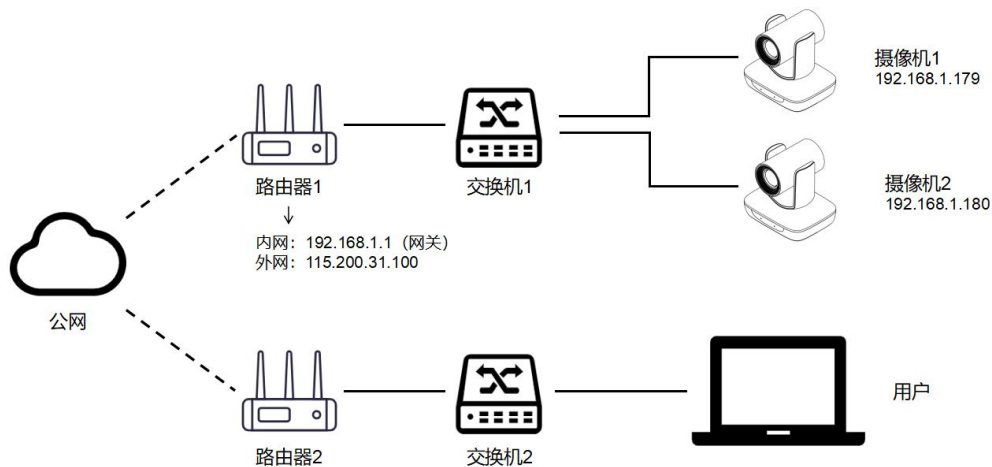 摄像机1
192.168.1.179
路由器1
交换机1
摄像机2
192.168.1.180
内网：192.168.1.1（网关）
外网：115.200.31.100
公网
用户
路由器2
交换机2